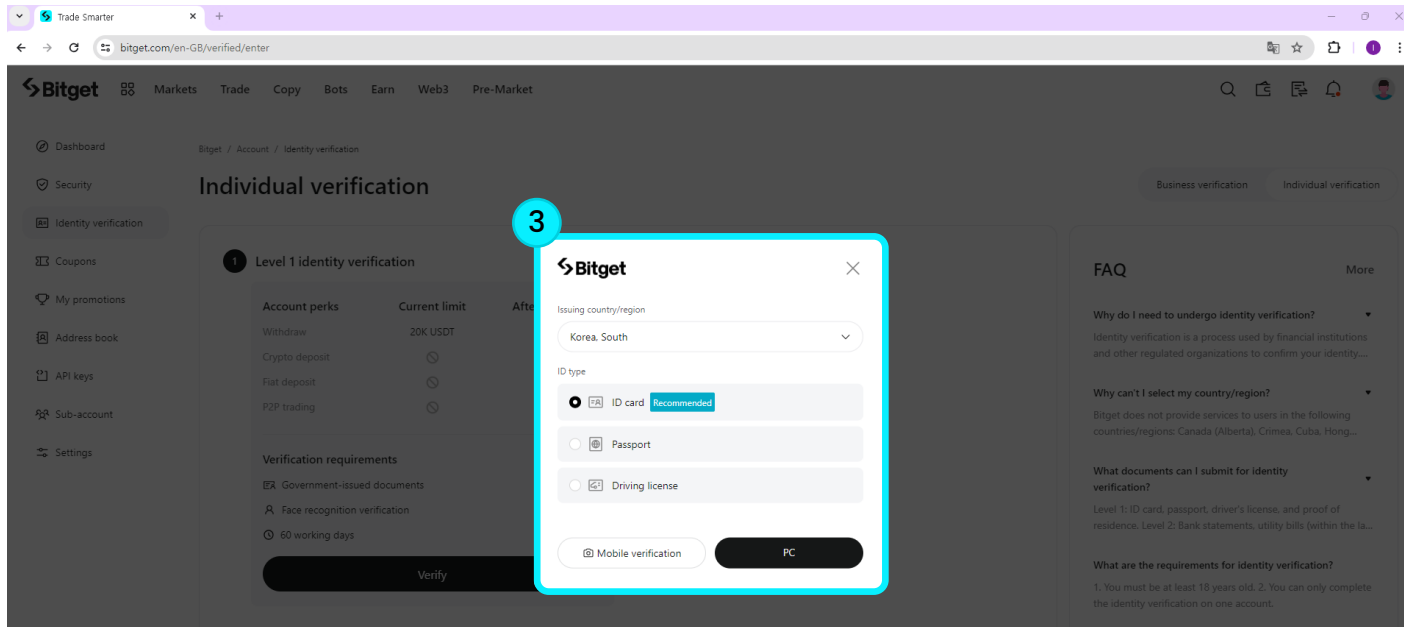 Trade Smarter
bitget.com/en-GB/verified/enter
I
Bitget Markets Trade Copy Bots Earn Web3 Pre-Market
Dashboard
Security
Identity verification
Coupons
My promotions
Address book
API keys
Sub-account
Settings
Bitget / Account / Identity verification
Individual verification
Business verification Individual verification
1 Level 1 identity verification
Account perks Current limit Afte
Withdraw 20K USDT
Crypto deposit
Fiat deposit
P2P trading
Verification requirements
Government-issued documents
Face recognition verification
60 working days
Verify
3
Bitget
Issuing country/region
Korea, South
ID type
ID card Recommended
Passport
Driving license
Mobile verification PC
FAQ More
Why do I need to undergo identity verification?
Identity verification is a process used by financial institutions
and other regulated organizations to confirm your identity....
Why can't I select my country/region?
Bitget does not provide services to users in the following
countries/regions: Canada (Alberta), Crimea, Cuba, Hong...
What documents can I submit for identity
verification?
Level 1: ID card, passport, driver's license, and proof of
residence. Level 2: Bank statements, utility bills (within the la...
What are the requirements for identity verification?
1. You must be at least 18 years old. 2. You can only complete
the identity verification on one account.